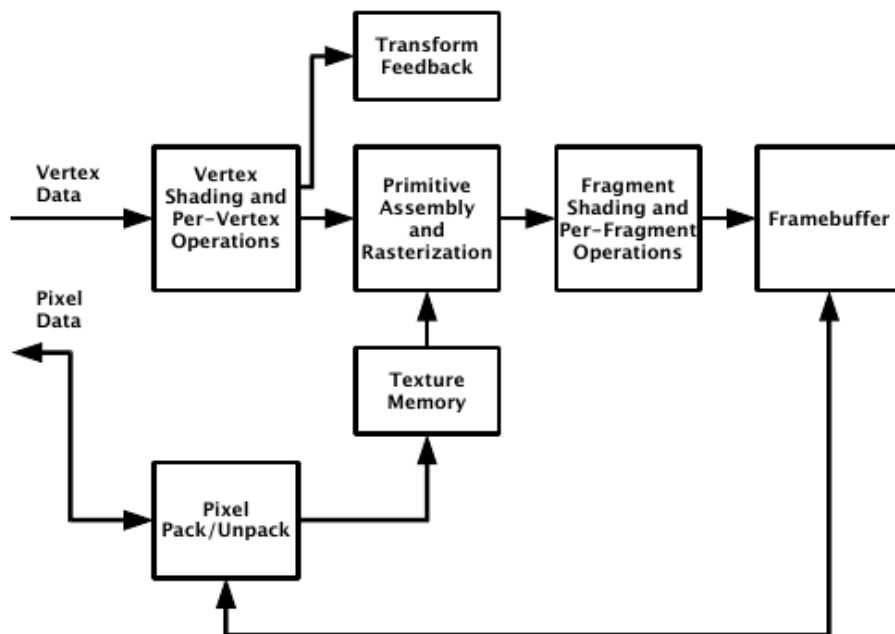 Transform
Feedback
Vertex
Data
Vertex
Shading and
Per-Vertex
Operations
Primitive
Assembly
and
Rasterization
Fragment
Shading and
Per-Fragment
Operations
Framebuffer
Pixel
Data
Texture
Memory
Pixel
Pack/Unpack